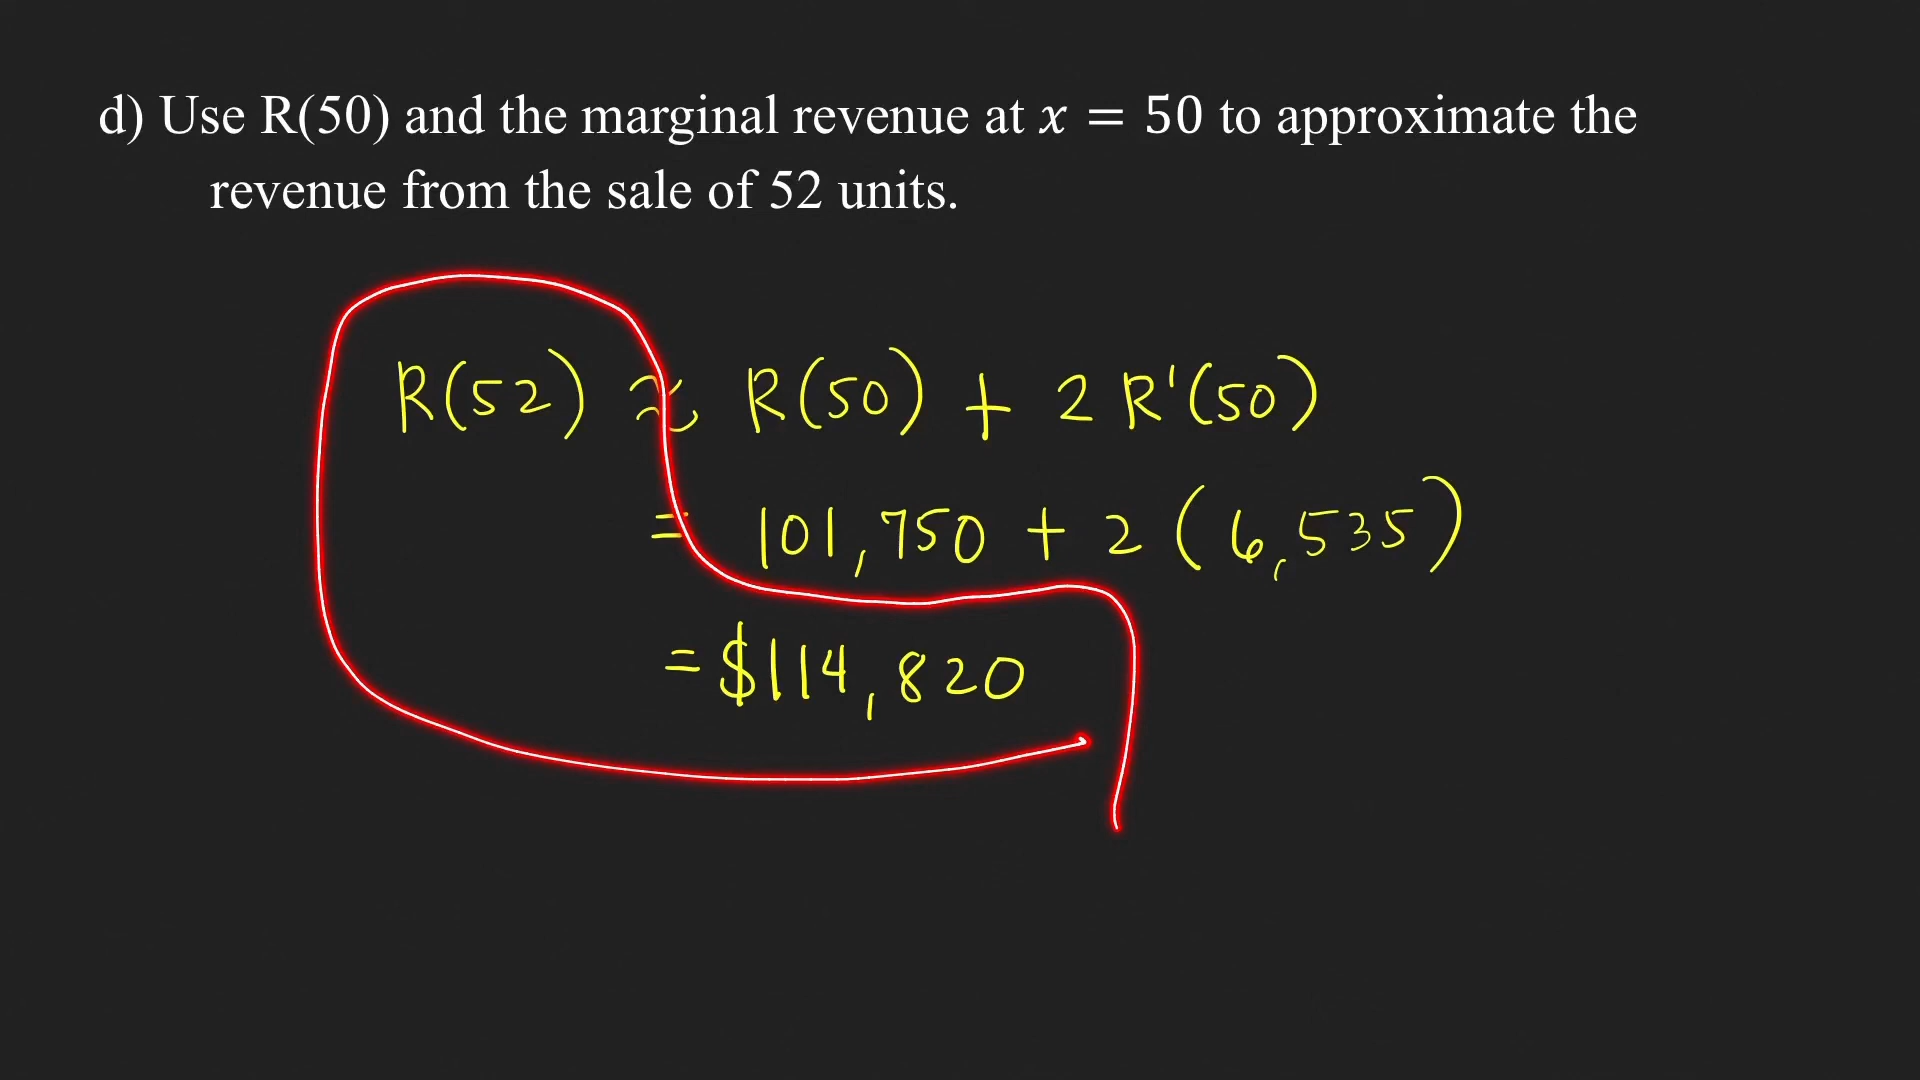 d) Use R(50) and the marginal revenue at x = 50 to approximate the
revenue from the sale of 52 units.
R(52) ≈ R(50) + 2 R'(50)
= 101,750 + 2 (6,535)
= $114,820